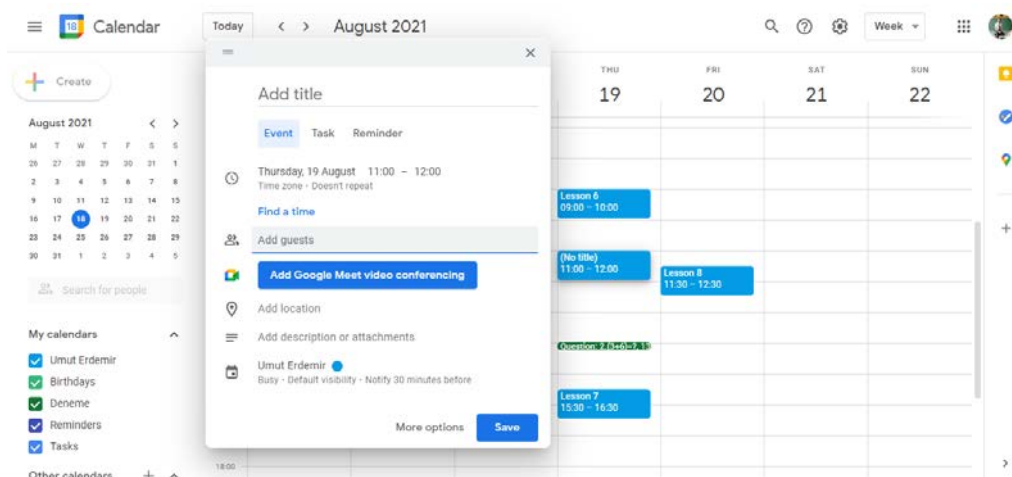 18 Calendar Today < > August 2021 Week
Create
August 2021 < >
M T W T F S S
26 27 28 29 30 31 1
2 3 4 5 6 7 8
9 10 11 12 13 14 15
16 17 18 19 20 21 22
23 24 25 26 27 28 29
30 31 1 2 3 4 5
Search for people
My calendars
Umut Erdemir
Birthdays
Deneme
Reminders
Tasks
Other calendars
Add title
Event Task Reminder
Thursday, 19 August 11:00 – 12:00
Time zone · Doesn't repeat
Find a time
Add guests
Add Google Meet video conferencing
Add location
Add description or attachments
Umut Erdemir
Busy · Default visibility · Notify 30 minutes before
More options Save
THU FRI SAT SUN
19 20 21 22
Lesson 6
09:00 – 10:00
(No title)
11:00 – 12:00
Lesson 8
11:30 – 12:30
Lesson 7
15:30 – 16:30
18:00